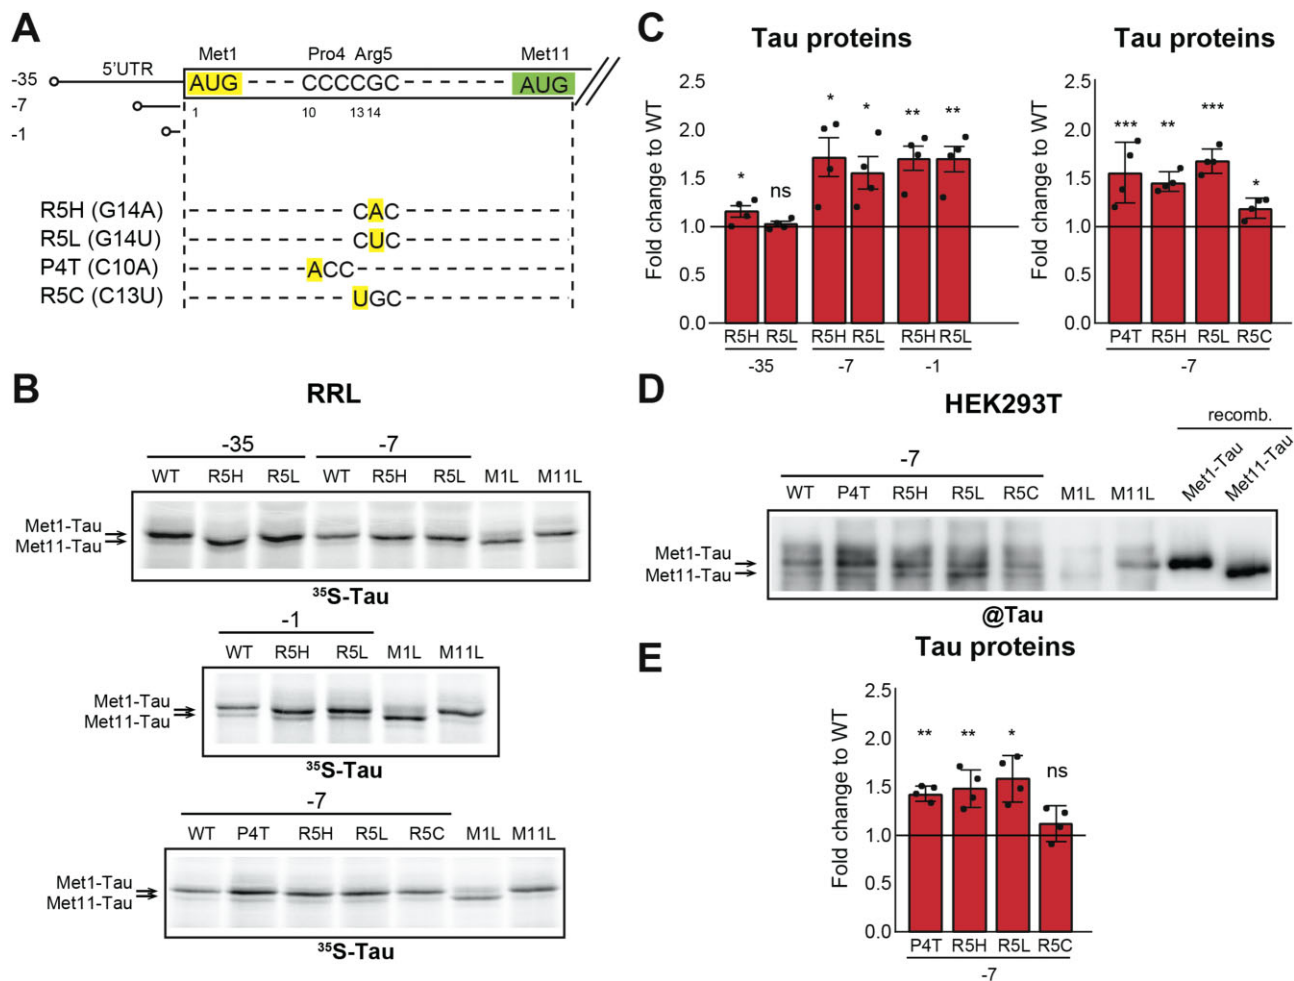 A
Met1 Pro4 Arg5 Met11
-35 5'UTR AUG CCCCGC AUG
-7 1 10 13 14
-1
R5H (G14A) CAC
R5L (G14U) CUC
P4T (C10A) ACC
R5C (C13U) UGC
C
Tau proteins
Fold change to WT
2.5
2.0
1.5
1.0
0.5
0.0
* ns * * ** **
R5H R5L R5H R5L R5H R5L
-35 -7 -1
Tau proteins
Fold change to WT
2.5
2.0
1.5
1.0
0.5
0.0
*** ** *** *
P4T R5H R5L R5C
-7
B
RRL
-35 -7
WT R5H R5L WT R5H R5L M1L M11L
Met1-Tau
Met11-Tau
³⁵S-Tau
-1
WT R5H R5L M1L M11L
Met1-Tau
Met11-Tau
³⁵S-Tau
-7
WT P4T R5H R5L R5C M1L M11L
Met1-Tau
Met11-Tau
³⁵S-Tau
D
HEK293T
recomb.
-7
WT P4T R5H R5L R5C M1L M11L Met1-Tau Met11-Tau
Met1-Tau
Met11-Tau
@Tau
E
Tau proteins
Fold change to WT
2.5
2.0
1.5
1.0
0.5
0.0
** ** * ns
P4T R5H R5L R5C
-7